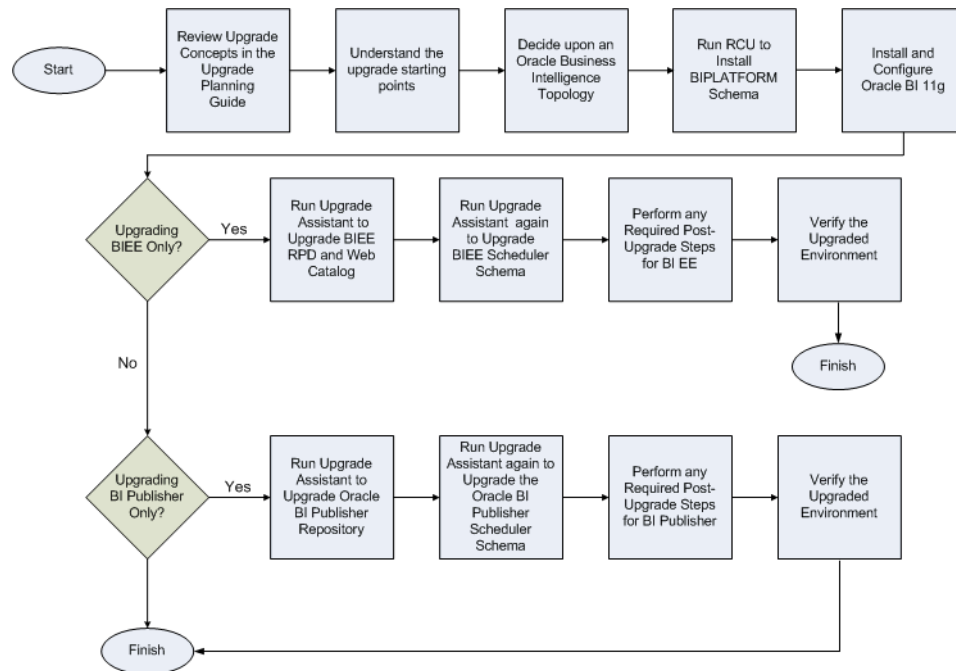 Start
Review Upgrade
Concepts in the
Upgrade
Planning
Guide
Understand the
upgrade starting
points
Decide upon an
Oracle Business
Intelligence
Topology
Run RCU to
Install
BIPLATFORM
Schema
Install and
Configure
Oracle BI 11g
Upgrading
BIEE Only?
Yes
Run Upgrade
Assistant to
Upgrade BIEE
RPD and Web
Catalog
Run Upgrade
Assistant again
to Upgrade
BIEE Scheduler
Schema
Perform any
Required Post-
Upgrade Steps
for BI EE
Verify the
Upgraded
Environment
Finish
No
Upgrading
BI Publisher
Only?
Yes
Run Upgrade
Assistant to
Upgrade Oracle
BI Publisher
Repository
Run Upgrade
Assistant again to
Upgrade the
Oracle BI
Publisher
Scheduler
Schema
Perform any
Required Post-
Upgrade Steps
for BI Publisher
Verify the
Upgraded
Environment
Finish